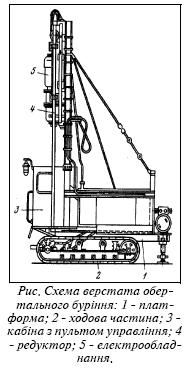 5
4
3
2
1
Рис. Схема верстата обер-
тального буріння: 1 - плат-
форма; 2 - ходова частина; 3 -
кабіна з пультом управління; 4
- редуктор; 5 - електрооблад-
нання.